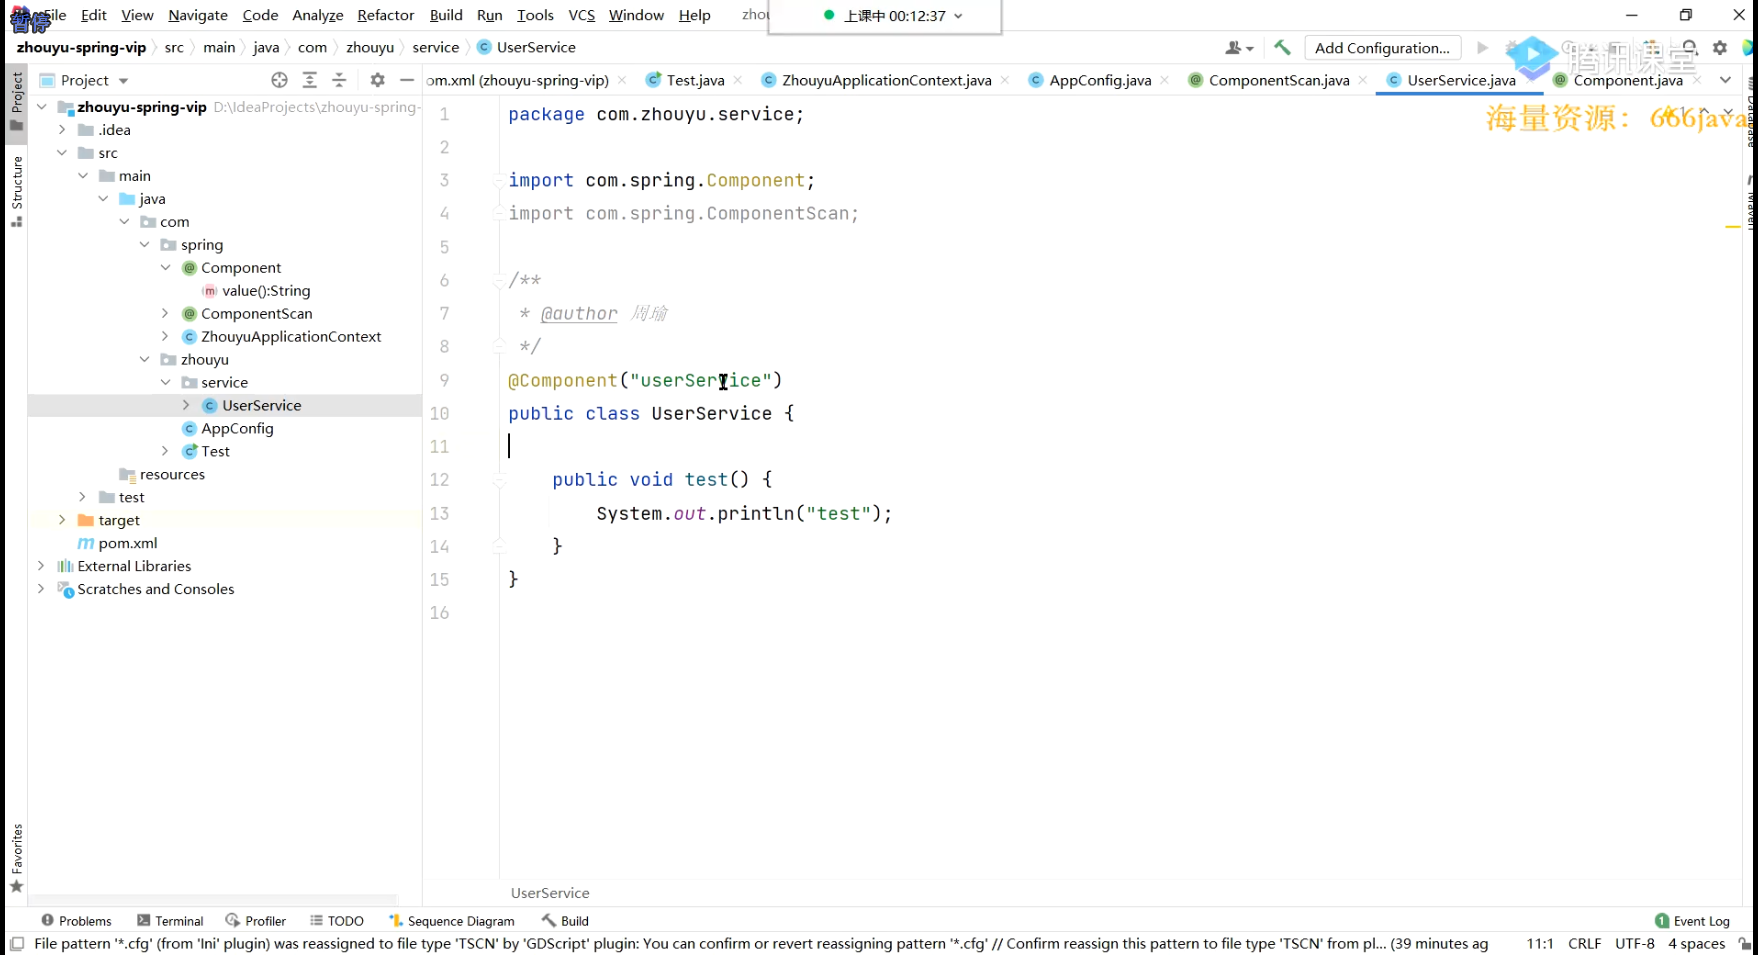 File Edit View Navigate Code Analyze Refactor Build Run Tools VCS Window Help zhou
暂停
上课中 00:12:37
zhouyu-spring-vip src main java com zhouyu service UserService
Add Configuration...
腾讯课堂
Project
om.xml (zhouyu-spring-vip) Test.java ZhouyuApplicationContext.java AppConfig.java ComponentScan.java UserService.java Component.java
海量资源：666java
Project
Structure
Favorites
Database
Maven
zhouyu-spring-vip D:\IdeaProjects\zhouyu-spring-
.idea
src
main
java
com
spring
Component
value():String
ComponentScan
ZhouyuApplicationContext
zhouyu
service
UserService
AppConfig
Test
resources
test
target
pom.xml
External Libraries
Scratches and Consoles
1 package com.zhouyu.service;
2
3 import com.spring.Component;
4 import com.spring.ComponentScan;
5
6 /**
7 * @author 周瑜
8 */
9 @Component("userService")
10 public class UserService {
11
12 public void test() {
13 System.out.println("test");
14 }
15 }
16
UserService
Problems Terminal Profiler TODO Sequence Diagram Build
1 Event Log
File pattern '*.cfg' (from 'Ini' plugin) was reassigned to file type 'TSCN' by 'GDScript' plugin: You can confirm or revert reassigning pattern '*.cfg' // Confirm reassign this pattern to file type 'TSCN' from pl... (39 minutes ag 11:1 CRLF UTF-8 4 spaces